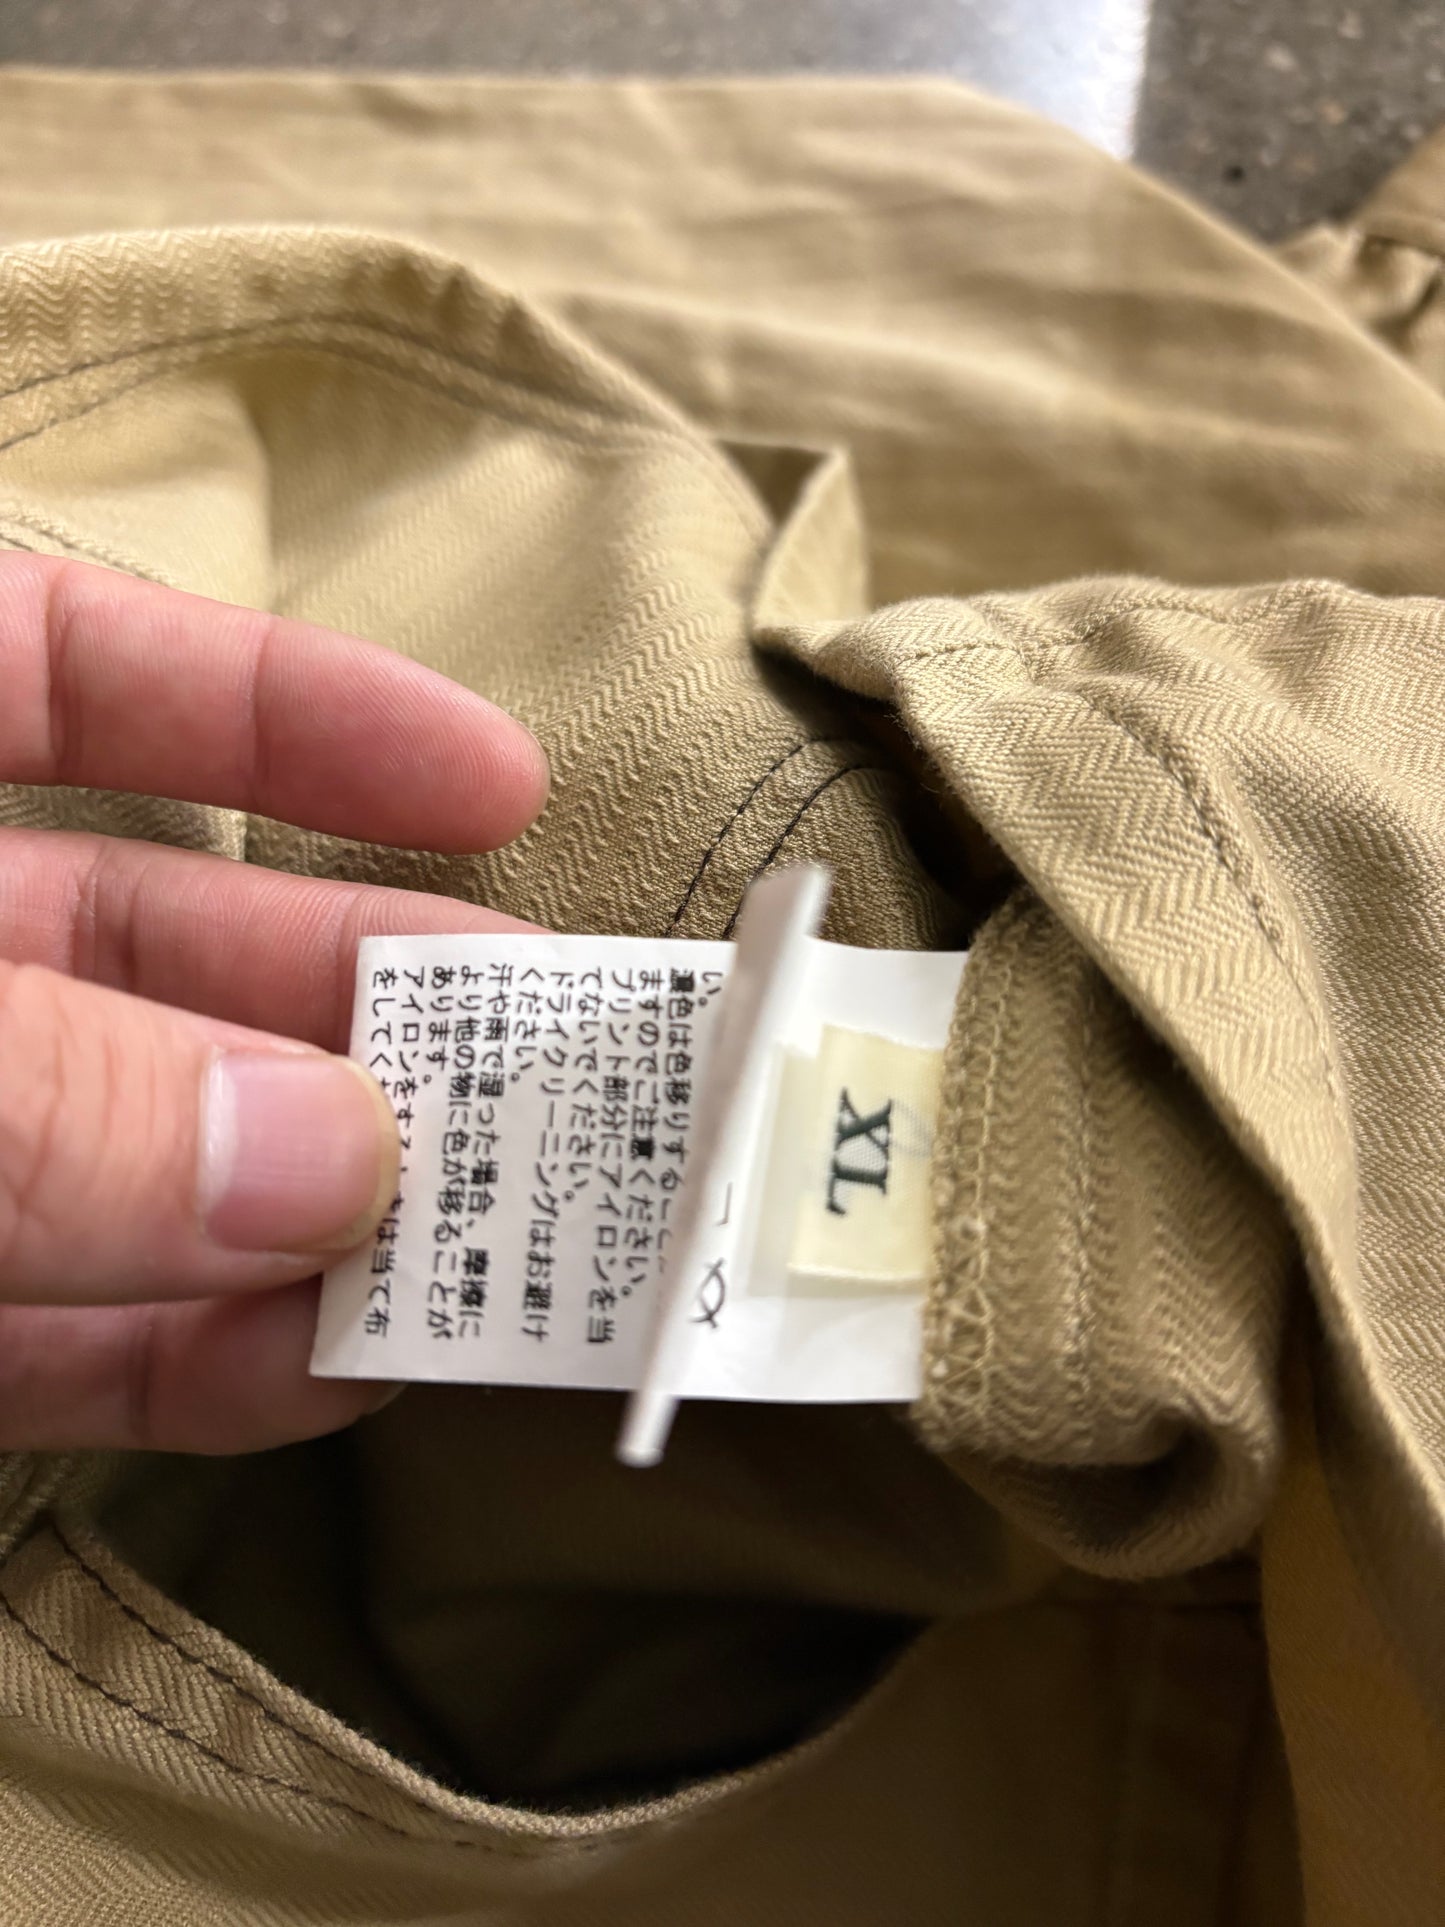 い。
濃色は色移りする
ますのでご注意ください。
プリント部分にアイロンを当
てないでください。
ドライクリーニングはお避け
ください。
汗や雨で湿った場合、摩擦に
より他の物に色が移ることが
あります。
アイロンをする
は当て布
をしてく
XL